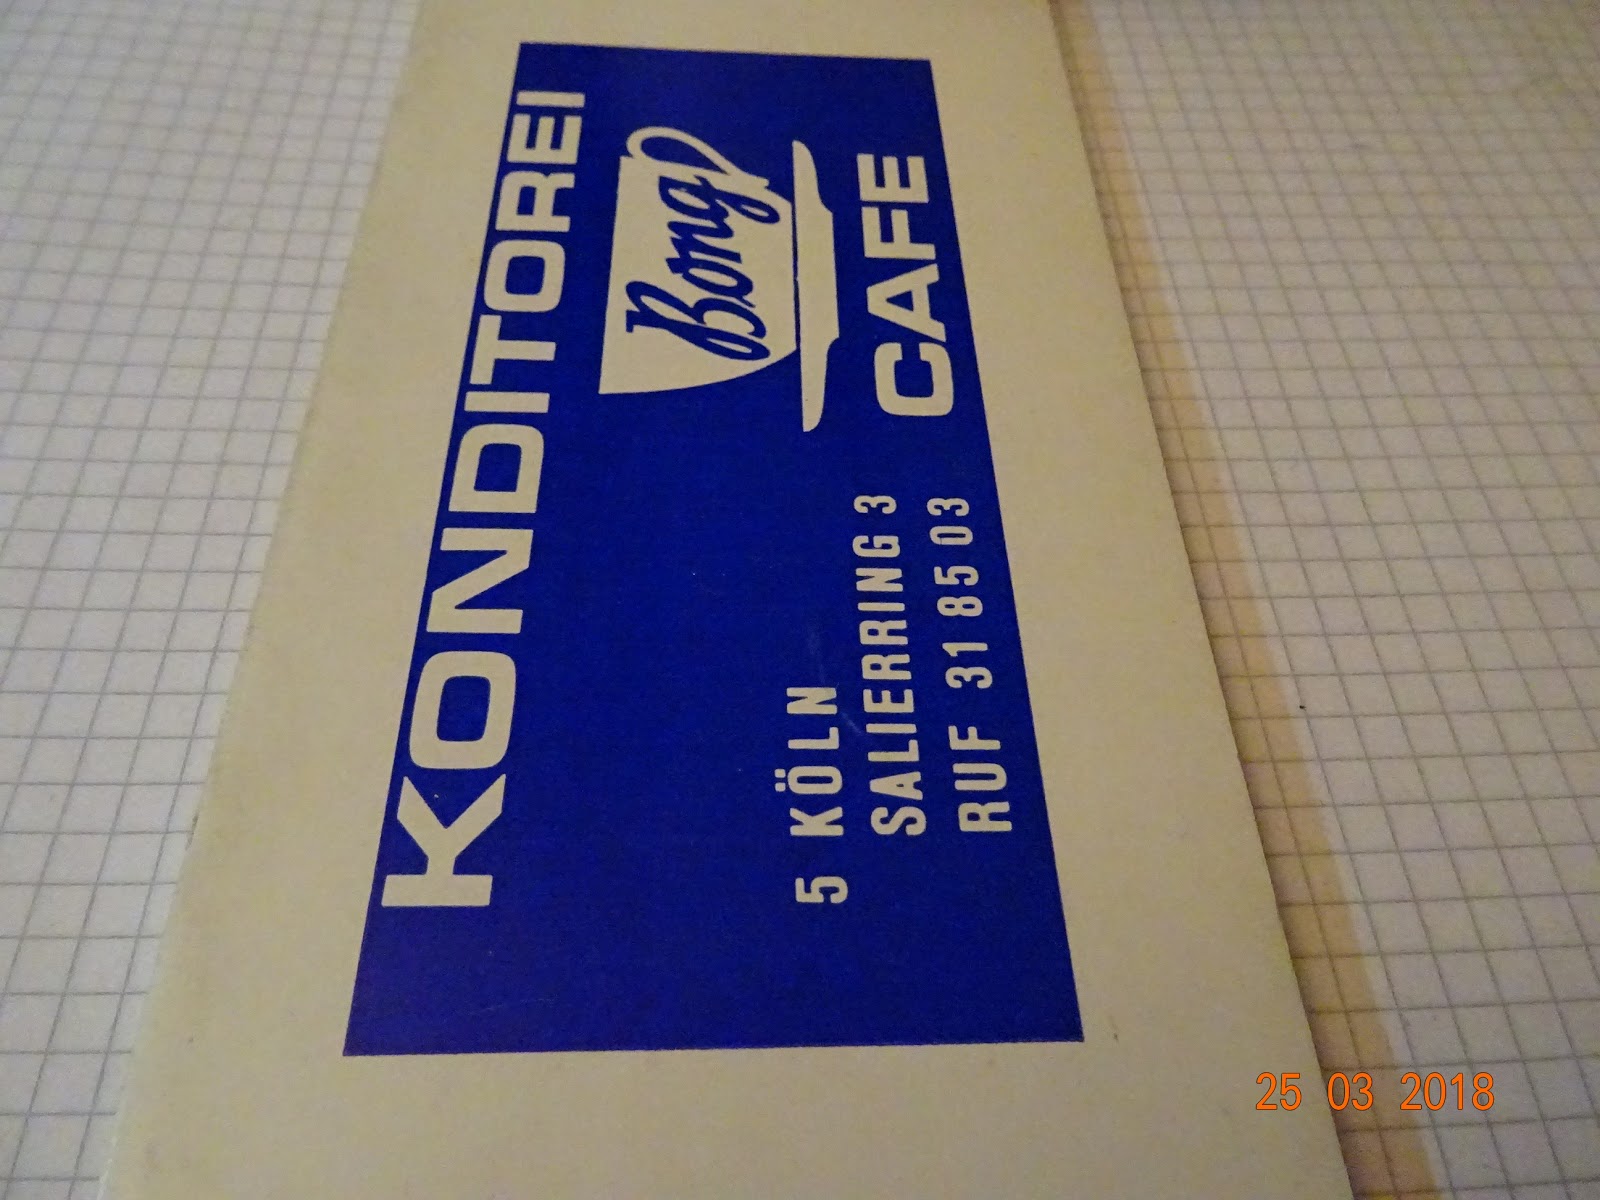 KONDITOREI
Bong
CAFE
5 KÖLN
SALIERRING 3
RUF 31 85 03
25 03 2018